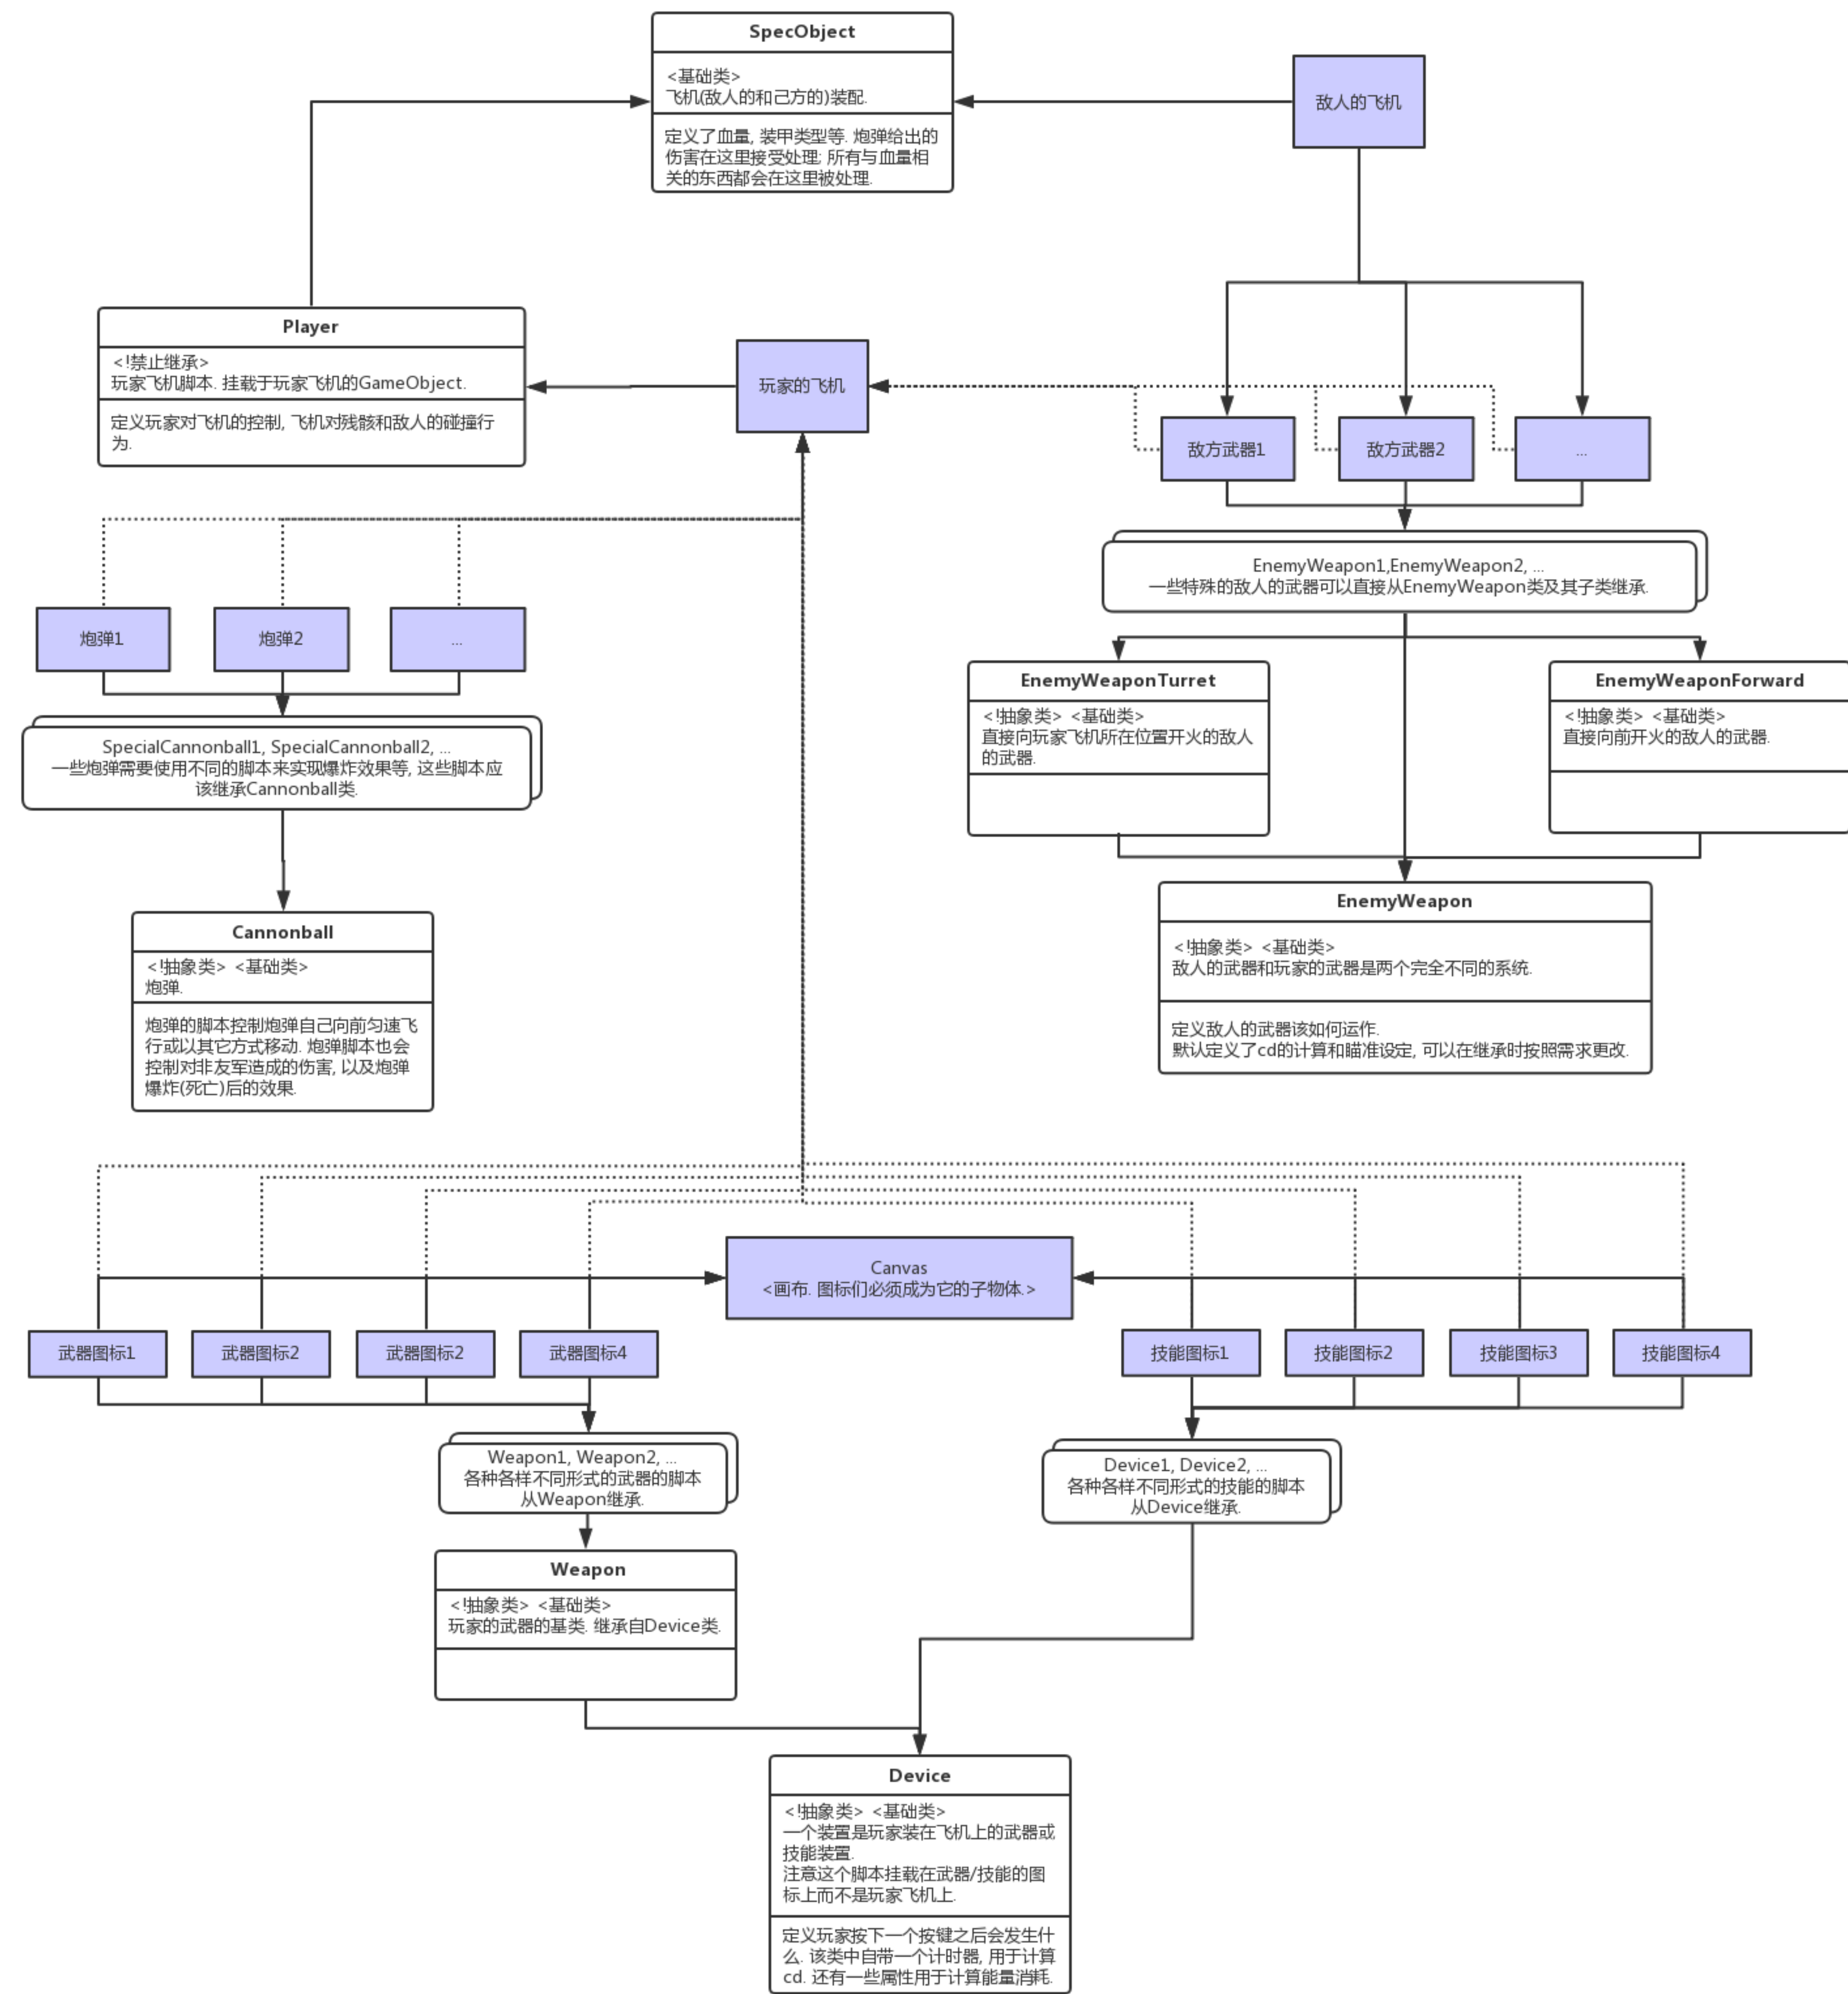 SpecObject
<基础类>
飞机(敌人的和己方的)装配.
定义了血量, 装甲类型等. 炮弹给出的
伤害在这里接受处理; 所有与血量相
关的东西都会在这里被处理.
敌人的飞机
Player
<!禁止继承>
玩家飞机脚本. 挂载于玩家飞机的GameObject.
定义玩家对飞机的控制, 飞机对残骸和敌人的碰撞行
为.
玩家的飞机
敌方武器1
敌方武器2
...
EnemyWeapon1,EnemyWeapon2, ...
一些特殊的敌人的武器可以直接从EnemyWeapon类及其子类继承.
炮弹1
炮弹2
...
SpecialCannonball1, SpecialCannonball2, ...
一些炮弹需要使用不同的脚本来实现爆炸效果等, 这些脚本应
该继承Cannonball类.
EnemyWeaponTurret
<!抽象类> <基础类>
直接向玩家飞机所在位置开火的敌人
的武器.
EnemyWeaponForward
<!抽象类> <基础类>
直接向前开火的敌人的武器.
EnemyWeapon
<!抽象类> <基础类>
敌人的武器和玩家的武器是两个完全不同的系统.
定义敌人的武器该如何运作.
默认定义了cd的计算和瞄准设定, 可以在继承时按照需求更改.
Cannonball
<!抽象类> <基础类>
炮弹.
炮弹的脚本控制炮弹自己向前匀速飞
行或以其它方式移动. 炮弹脚本也会
控制对非友军造成的伤害, 以及炮弹
爆炸(死亡)后的效果.
Canvas
<画布. 图标们必须成为它的子物体.>
武器图标1
武器图标2
武器图标2
武器图标4
技能图标1
技能图标2
技能图标3
技能图标4
Weapon1, Weapon2, ...
各种各样不同形式的武器的脚本
从Weapon继承.
Device1, Device2, ...
各种各样不同形式的技能的脚本
从Device继承.
Weapon
<!抽象类> <基础类>
玩家的武器的基类. 继承自Device类.
Device
<!抽象类> <基础类>
一个装置是玩家装在飞机上的武器或
技能装置.
注意这个脚本挂载在武器/技能的图
标上而不是玩家飞机上.
定义玩家按下一个按键之后会发生什
么. 该类中自带一个计时器, 用于计算
cd. 还有一些属性用于计算能量消耗.